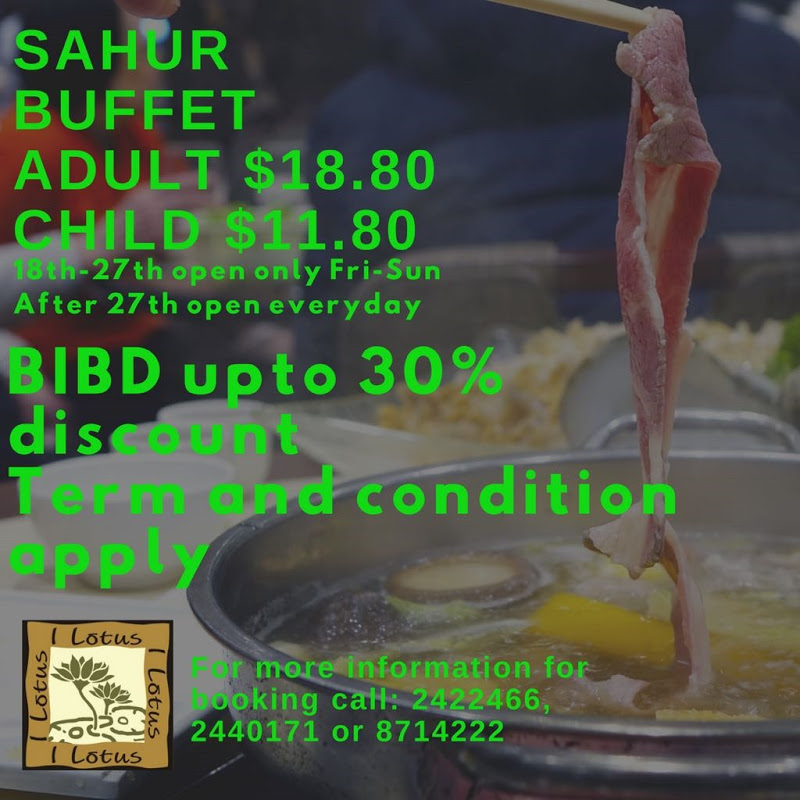 SAHUR
BUFFET
ADULT $18.80
CHILD $11.80
18th-27th open only Fri-Sun
After 27th open everyday
BIBD upto 30%
discount
Term and condition
apply
I Lotus
I Lotus
I Lotus
I Lotus
For more information for
booking call: 2422466,
2440171 or 8714222